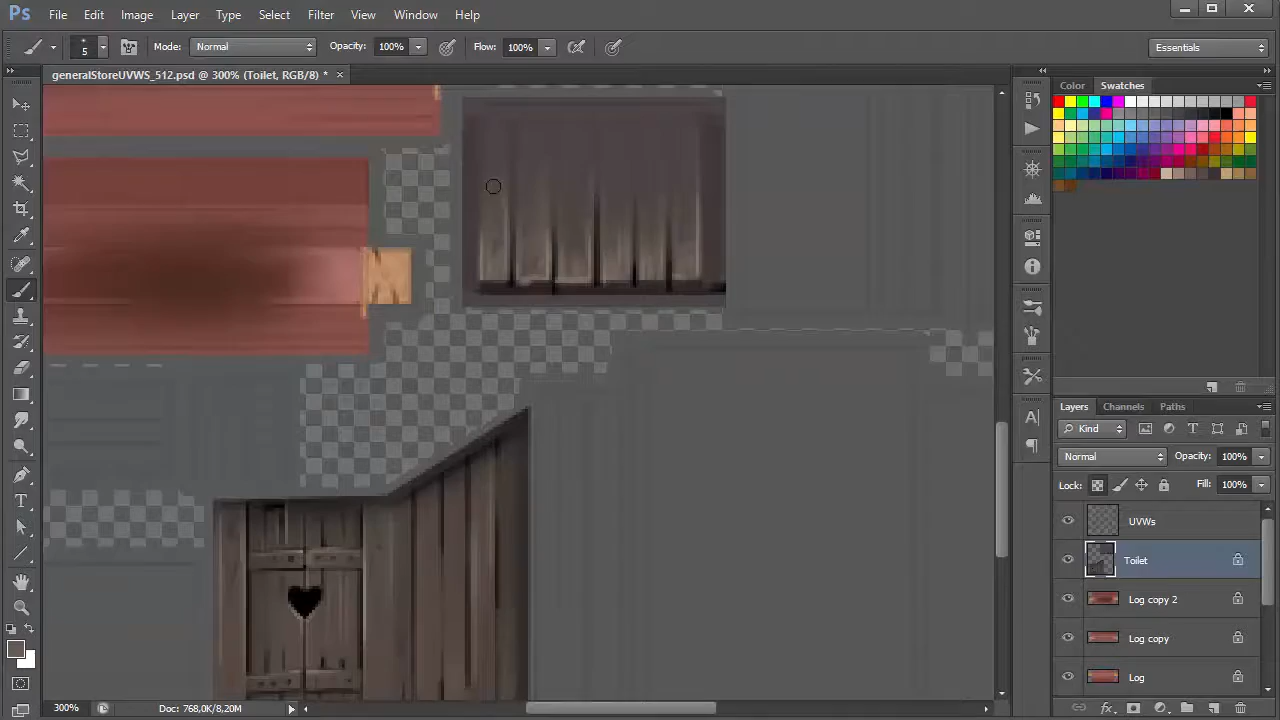 Ps File Edit Image Layer Type Select Filter View Window Help
5 Mode: Normal Opacity: 100% Flow: 100% Essentials
generalStoreUVWS_512.psd @ 300% (Toilet, RGB/8) * ×
Color Swatches
Layers Channels Paths
Kind
Normal Opacity: 100%
Lock: Fill: 100%
UVWs
Toilet
Log copy 2
Log copy
Log
300% Doc: 768,0K/8,20M